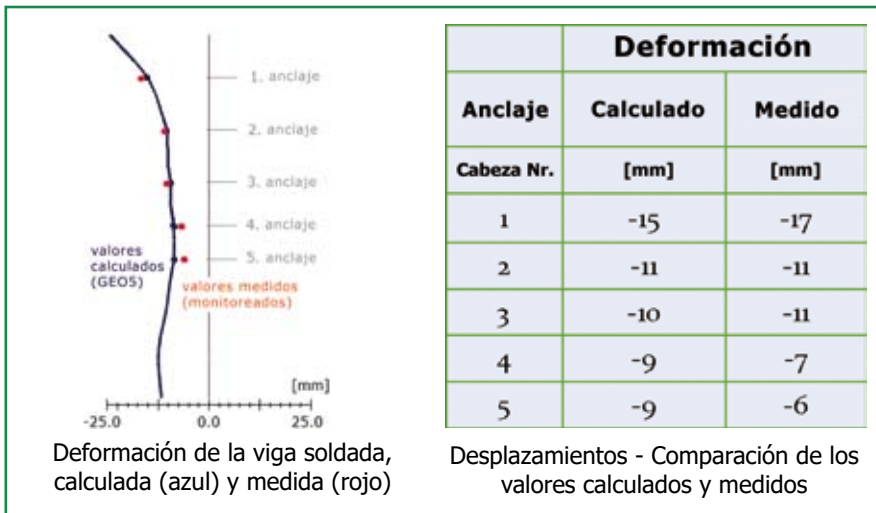 1. anclaje
2. anclaje
3. anclaje
4. anclaje
5. anclaje
valores
calculados
(GEO5)
valores medidos
(monitoreados)
[mm]
-25.0 0.0 25.0
Deformación de la viga soldada,
calculada (azul) y medida (rojo)
Deformación
Anclaje Calculado Medido
Cabeza Nr. [mm] [mm]
1 -15 -17
2 -11 -11
3 -10 -11
4 -9 -7
5 -9 -6
Desplazamientos - Comparación de los
valores calculados y medidos